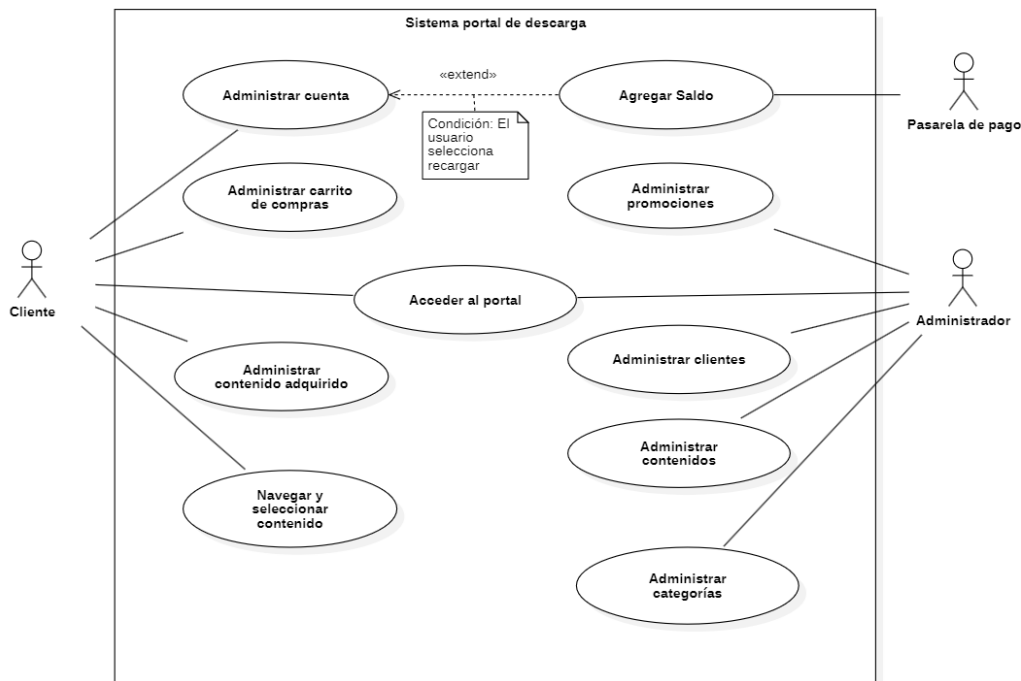 Sistema portal de descarga
«extend»
Administrar cuenta
Agregar Saldo
Pasarela de pago
Condición: El
usuario
selecciona
recargar
Administrar carrito
de compras
Administrar
promociones
Cliente
Acceder al portal
Administrador
Administrar
contenido adquirido
Administrar clientes
Administrar
contenidos
Navegar y
seleccionar
contenido
Administrar
categorías